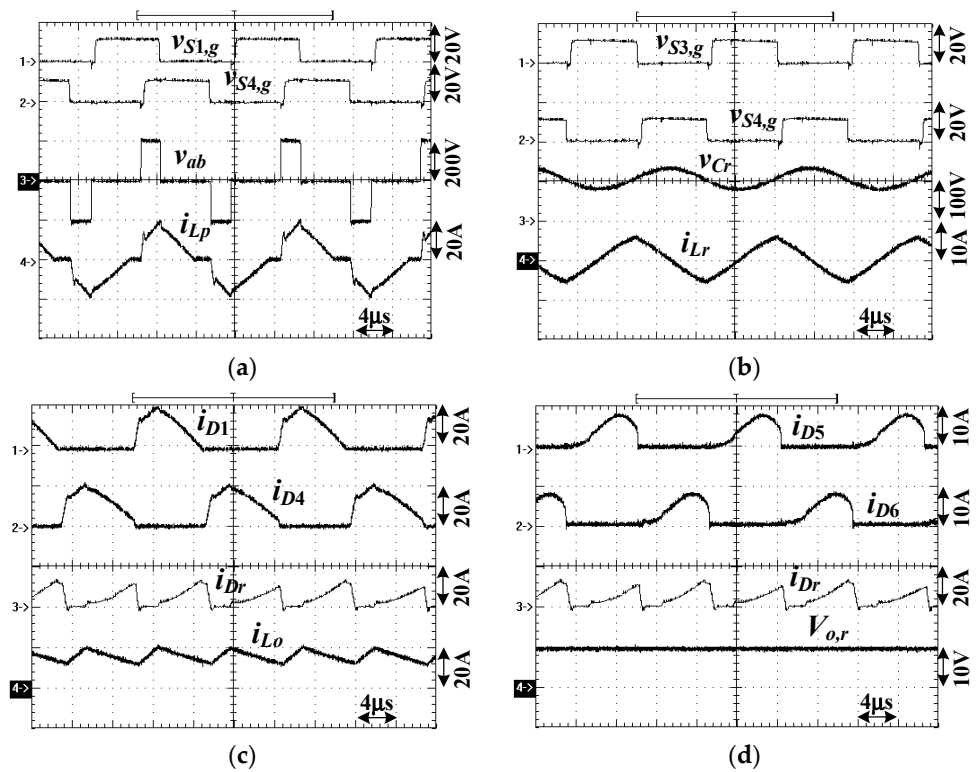 v_{S1,g}
20V
1->
v_{S4,g}
20V
2->
v_{ab}
200V
3->
i_{Lp}
20A
4->
4μs
(a)
v_{S3,g}
20V
1->
v_{S4,g}
20V
2->
v_{Cr}
100V
3->
i_{Lr}
10A
4->
4μs
(b)
i_{D1}
20A
1->
i_{D4}
20A
2->
i_{Dr}
20A
3->
i_{Lo}
20A
4->
4μs
(c)
i_{D5}
10A
1->
i_{D6}
10A
2->
i_{Dr}
20A
3->
V_{o,r}
10V
4->
4μs
(d)